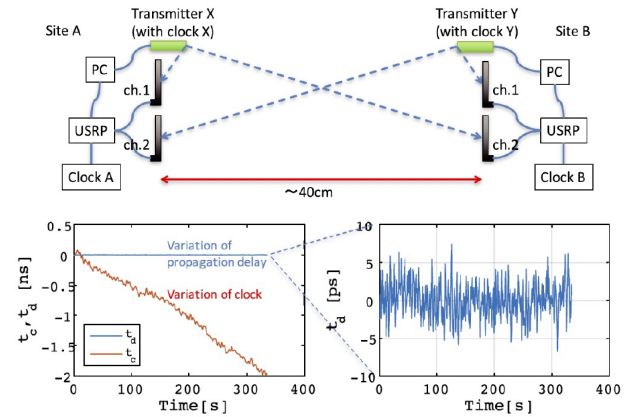 Transmitter X
(with clock X)
Transmitter Y
(with clock Y)
Site A
Site B
PC
ch.1
USRP
ch.2
Clock A
PC
ch.1
USRP
ch.2
Clock B
~40cm
0.5
0
-0.5
-1
-1.5
-2
t_c, t_d [ns]
Variation of
propagation delay
Variation of clock
t_d
t_c
0 100 200 300 400
Time[s]
10
5
0
-5
-10
t_d [ps]
0 100 200 300 400
Time[s]